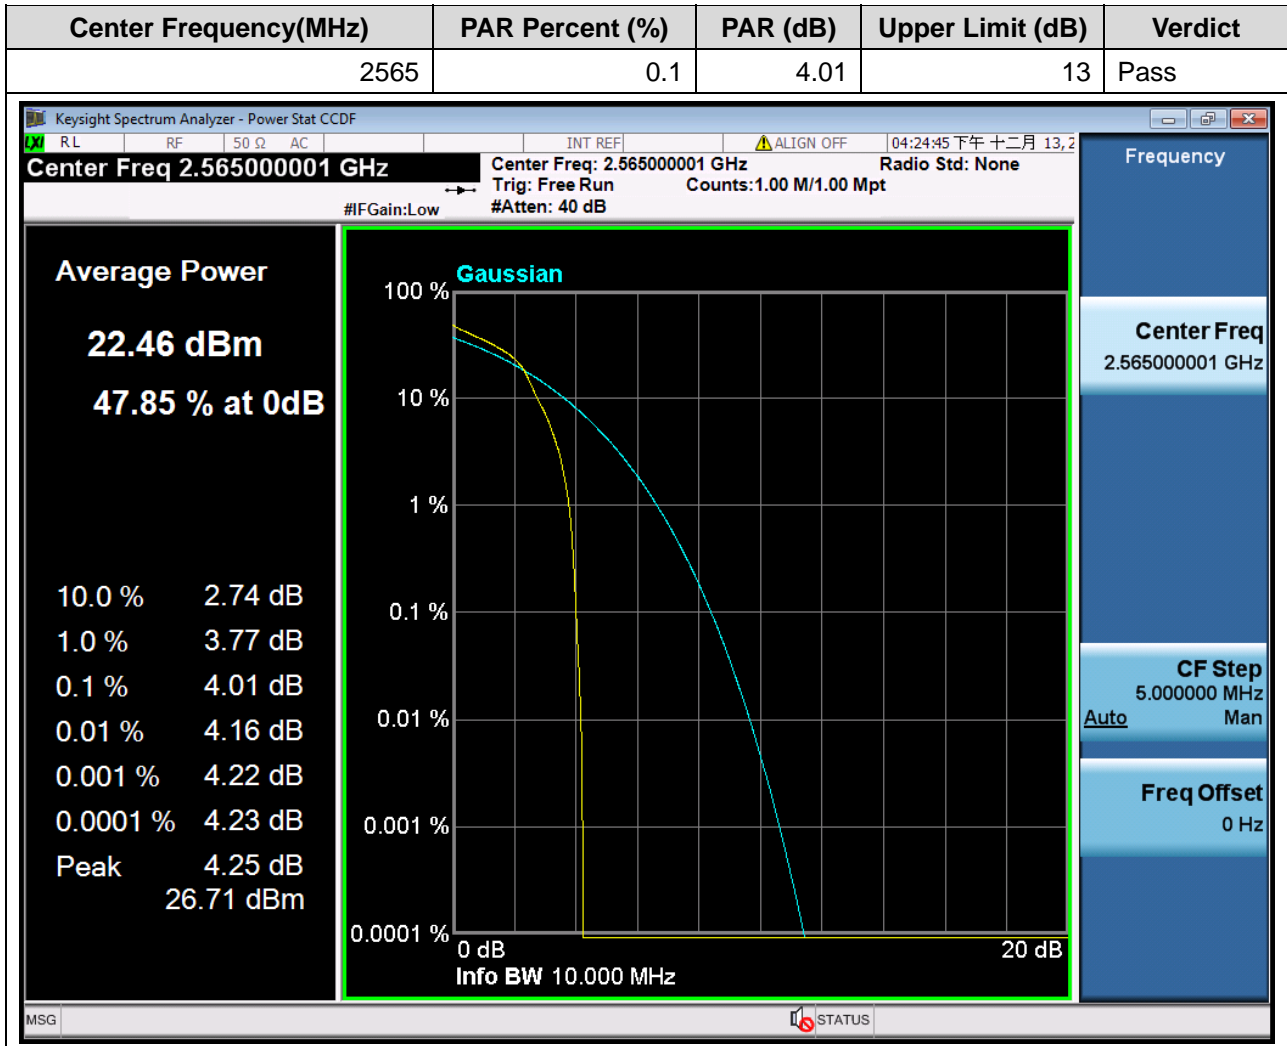 Center Frequency(MHz) PAR Percent (%) PAR (dB) Upper Limit (dB) Verdict
2565 0.1 4.01 13 Pass
Keysight Spectrum Analyzer - Power Stat CCDF
LXI RL RF 50 Ω AC INT REF ALIGN OFF 04:24:45 下午 十二月 13, 2
Center Freq 2.565000001 GHz
Center Freq: 2.565000001 GHz Radio Std: None
Trig: Free Run Counts:1.00 M/1.00 Mpt
#IFGain:Low #Atten: 40 dB
Average Power
22.46 dBm
47.85 % at 0dB
10.0 % 2.74 dB
1.0 % 3.77 dB
0.1 % 4.01 dB
0.01 % 4.16 dB
0.001 % 4.22 dB
0.0001 % 4.23 dB
Peak 4.25 dB
26.71 dBm
Gaussian
100 %
10 %
1 %
0.1 %
0.01 %
0.001 %
0.0001 %
0 dB 20 dB
Info BW 10.000 MHz
Frequency
Center Freq
2.565000001 GHz
CF Step
5.000000 MHz
Auto Man
Freq Offset
0 Hz
MSG STATUS